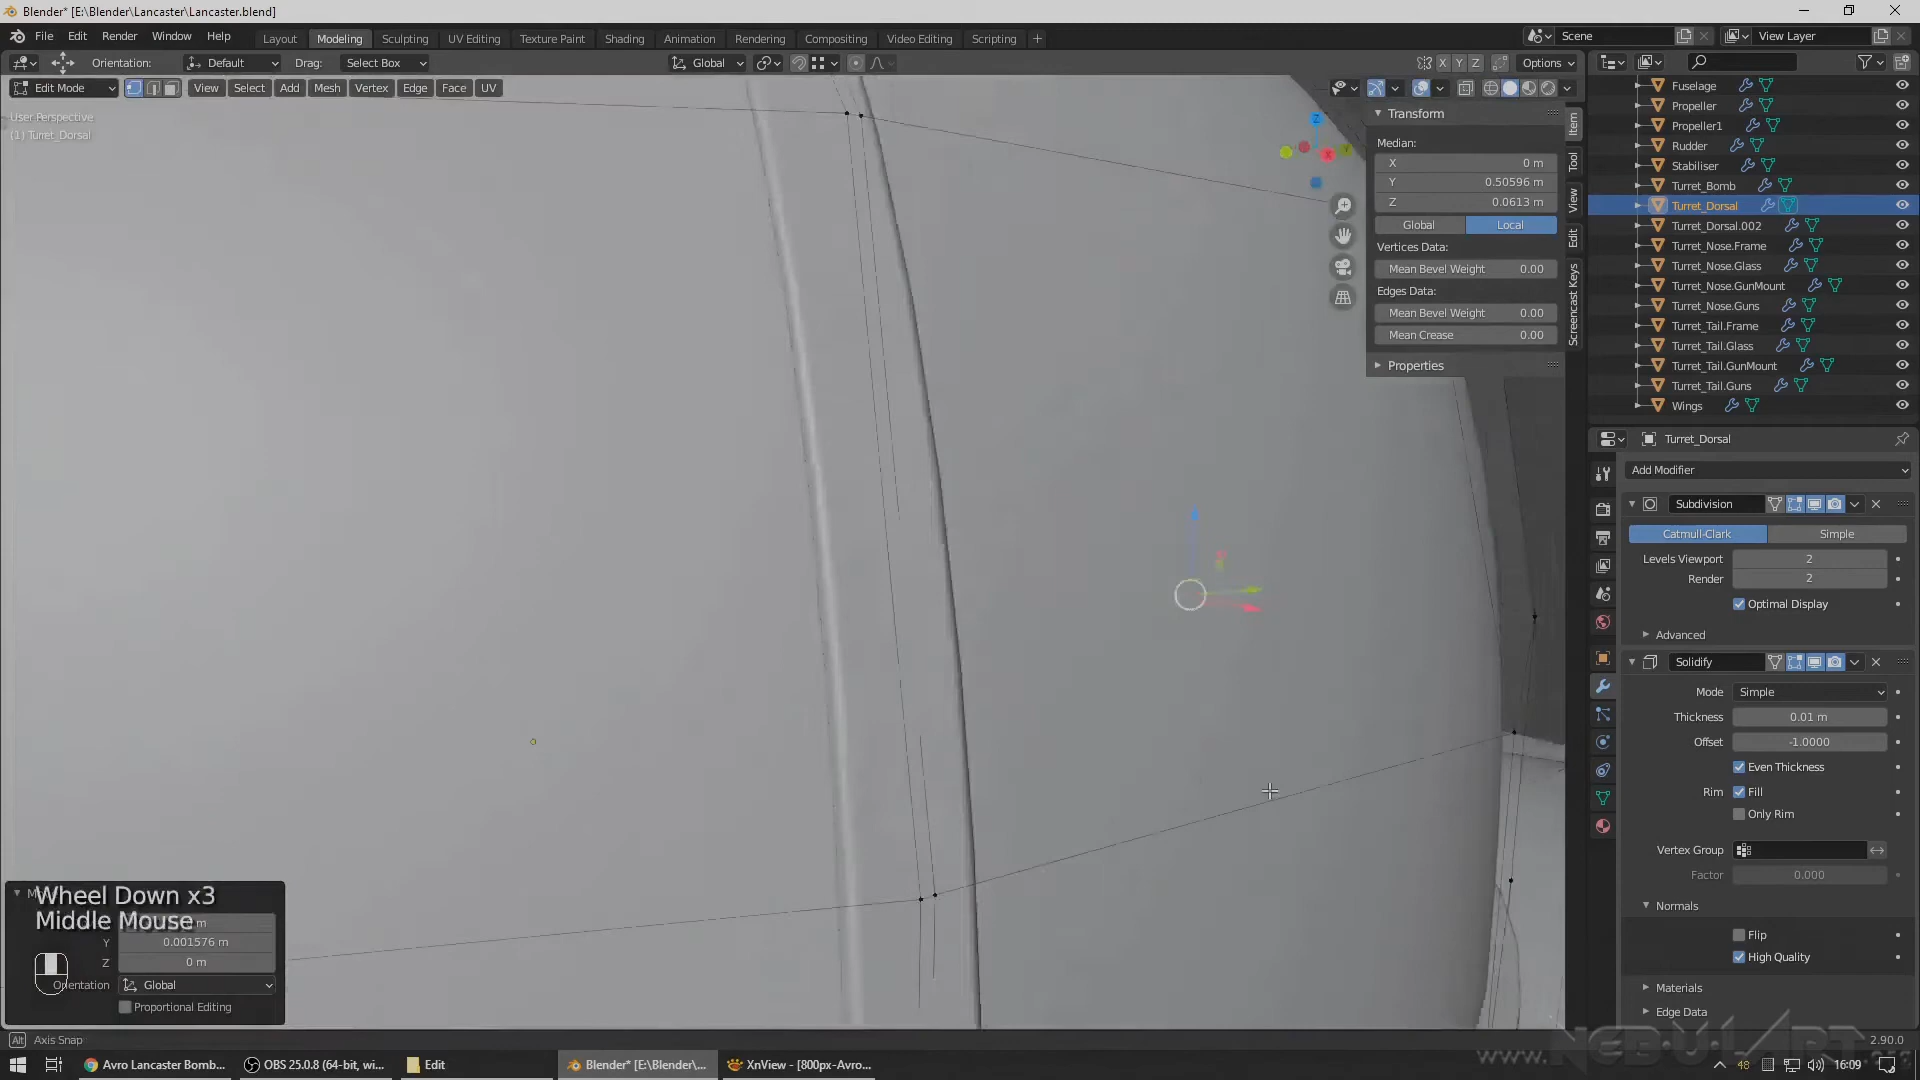 Blender* [E:\Blender\Lancaster\Lancaster.blend]
File Edit Render Window Help
Layout Modeling Sculpting UV Editing Texture Paint Shading Animation Rendering Compositing Video Editing Scripting +
Scene
View Layer
Orientation: Default Drag: Select Box
Global
X Y Z Options
Edit Mode
View Select Add Mesh Vertex Edge Face UV
User Perspective
(1) Turret_Dorsal
Transform
Median:
X 0 m
Y 0.50596 m
Z 0.0613 m
Global Local
Vertices Data:
Mean Bevel Weight 0.00
Edges Data:
Mean Bevel Weight 0.00
Mean Crease 0.00
Properties
Item
Tool
View
Edit
Screencast Keys
Fuselage
Propeller
Propeller1
Rudder
Stabiliser
Turret_Bomb
Turret_Dorsal
Turret_Dorsal.002
Turret_Nose.Frame
Turret_Nose.Glass
Turret_Nose.GunMount
Turret_Nose.Guns
Turret_Tail.Frame
Turret_Tail.Glass
Turret_Tail.GunMount
Turret_Tail.Guns
Wings
Turret_Dorsal
Add Modifier
Subdivision
Catmull-Clark Simple
Levels Viewport 2
Render 2
Optimal Display
Advanced
Solidify
Mode Simple
Thickness 0.01 m
Offset -1.0000
Even Thickness
Rim Fill
Only Rim
Vertex Group
Factor 0.000
Normals
Flip
High Quality
Materials
Edge Data
Wheel Down x3
Middle Mouse
Y 0.001576 m
Z 0 m
Orientation Global
Proportional Editing
Alt Axis Snap
2.90.0
Avro Lancaster Bomb...
OBS 25.0.8 (64-bit, wi...
Edit
Blender* [E:\Blender\...
XnView - [800px-Avro...
48
16:09